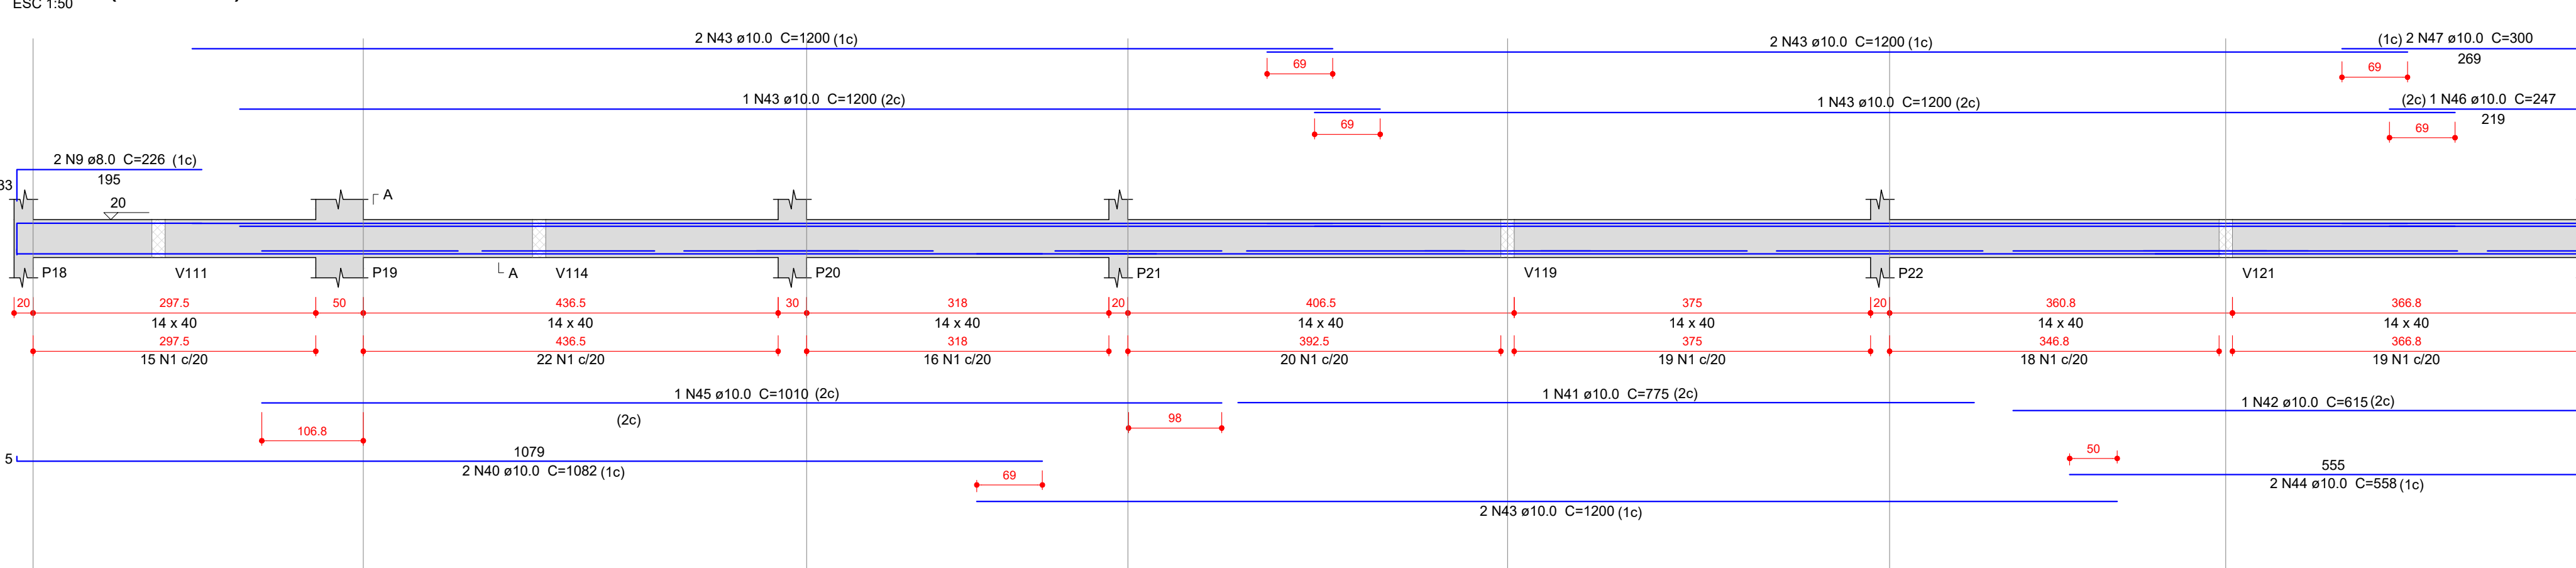 ESC 1:50
2 N43 ø10.0 C=1200 (1c)
2 N43 ø10.0 C=1200 (1c)
(1c) 2 N47 ø10.0 C=300
69
269
69
1 N43 ø10.0 C=1200 (2c)
1 N43 ø10.0 C=1200 (2c)
(2c) 1 N46 ø10.0 C=247
69
219
69
2 N9 ø8.0 C=226 (1c)
195
33
A
20
P18 V111 P19 A V114 P20 P21 V119 P22 V121
20 297.5 50 436.5 30 318 20 406.5 375 20 360.8 366.8
14 x 40 14 x 40 14 x 40 14 x 40 14 x 40 14 x 40 14 x 40
297.5 436.5 318 392.5 375 346.8 366.8
15 N1 c/20 22 N1 c/20 16 N1 c/20 20 N1 c/20 19 N1 c/20 18 N1 c/20 19 N1 c/20
1 N45 ø10.0 C=1010 (2c)
1 N41 ø10.0 C=775 (2c)
1 N42 ø10.0 C=615 (2c)
(2c)
98
106.8
50
5
1079
555
2 N40 ø10.0 C=1082 (1c)
69
2 N44 ø10.0 C=558 (1c)
2 N43 ø10.0 C=1200 (1c)